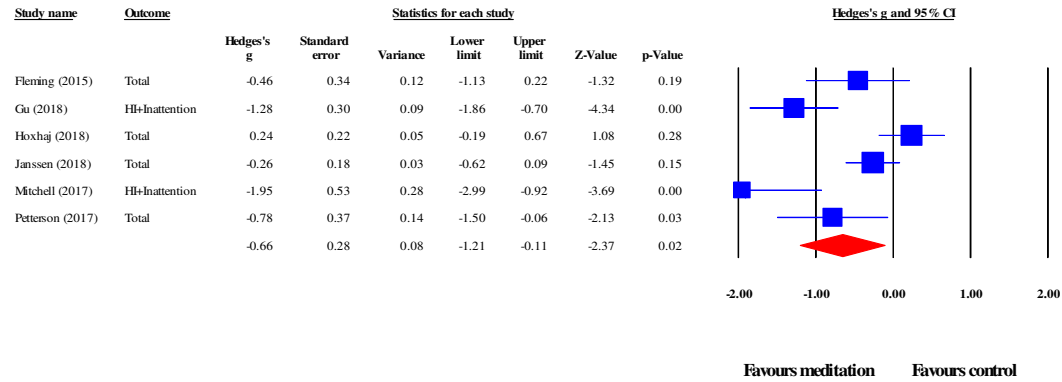 Study name Outcome Statistics for each study Hedges's g and 95% CI
Hedges's Standard Lower Upper
g error Variance limit limit Z-Value p-Value
Fleming (2015) Total -0.46 0.34 0.12 -1.13 0.22 -1.32 0.19
Gu (2018) HI+Inattention -1.28 0.30 0.09 -1.86 -0.70 -4.34 0.00
Hoxhaj (2018) Total 0.24 0.22 0.05 -0.19 0.67 1.08 0.28
Janssen (2018) Total -0.26 0.18 0.03 -0.62 0.09 -1.45 0.15
Mitchell (2017) HI+Inattention -1.95 0.53 0.28 -2.99 -0.92 -3.69 0.00
Petterson (2017) Total -0.78 0.37 0.14 -1.50 -0.06 -2.13 0.03
-0.66 0.28 0.08 -1.21 -0.11 -2.37 0.02
-2.00 -1.00 0.00 1.00 2.00
Favours meditation Favours control